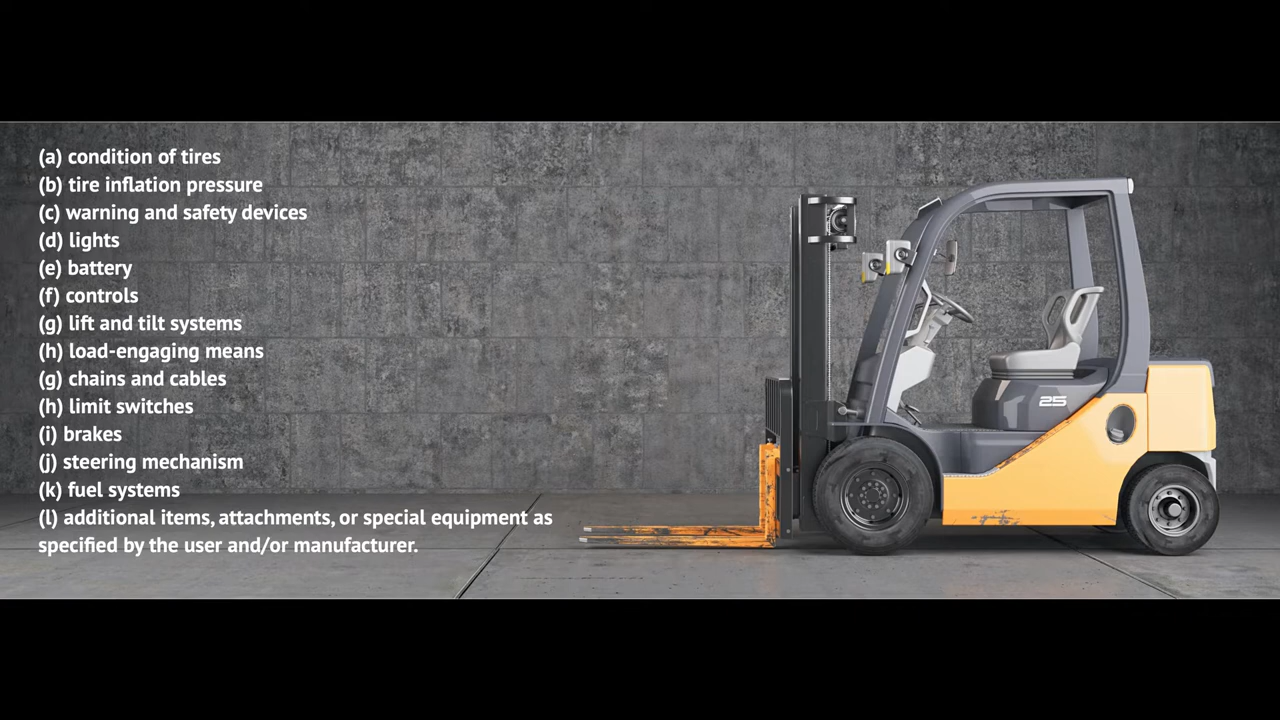 (a) condition of tires
(b) tire inflation pressure
(c) warning and safety devices
(d) lights
(e) battery
(f) controls
(g) lift and tilt systems
(h) load-engaging means
(g) chains and cables
(h) limit switches
(i) brakes
(j) steering mechanism
(k) fuel systems
(l) additional items, attachments, or special equipment as
specified by the user and/or manufacturer.
25